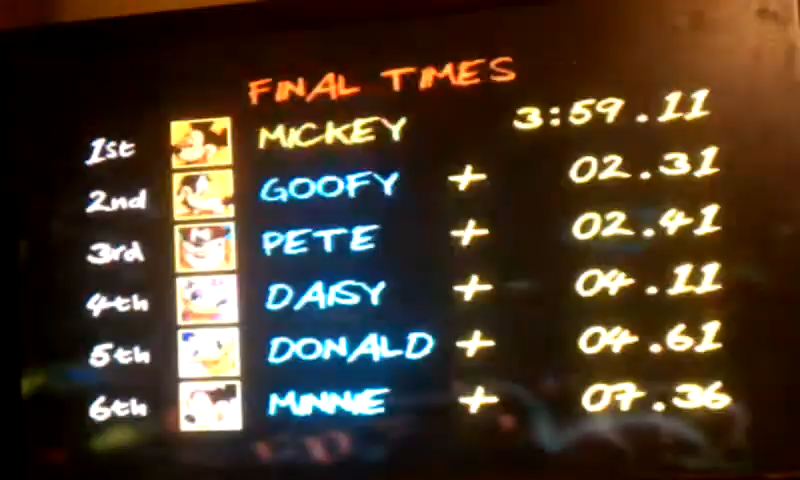 FINAL TIMES
1st MICKEY 3:59.11
2nd GOOFY + 02.31
3rd PETE + 02.41
4th DAISY + 04.11
5th DONALD + 04.61
6th MINNIE + 07.36